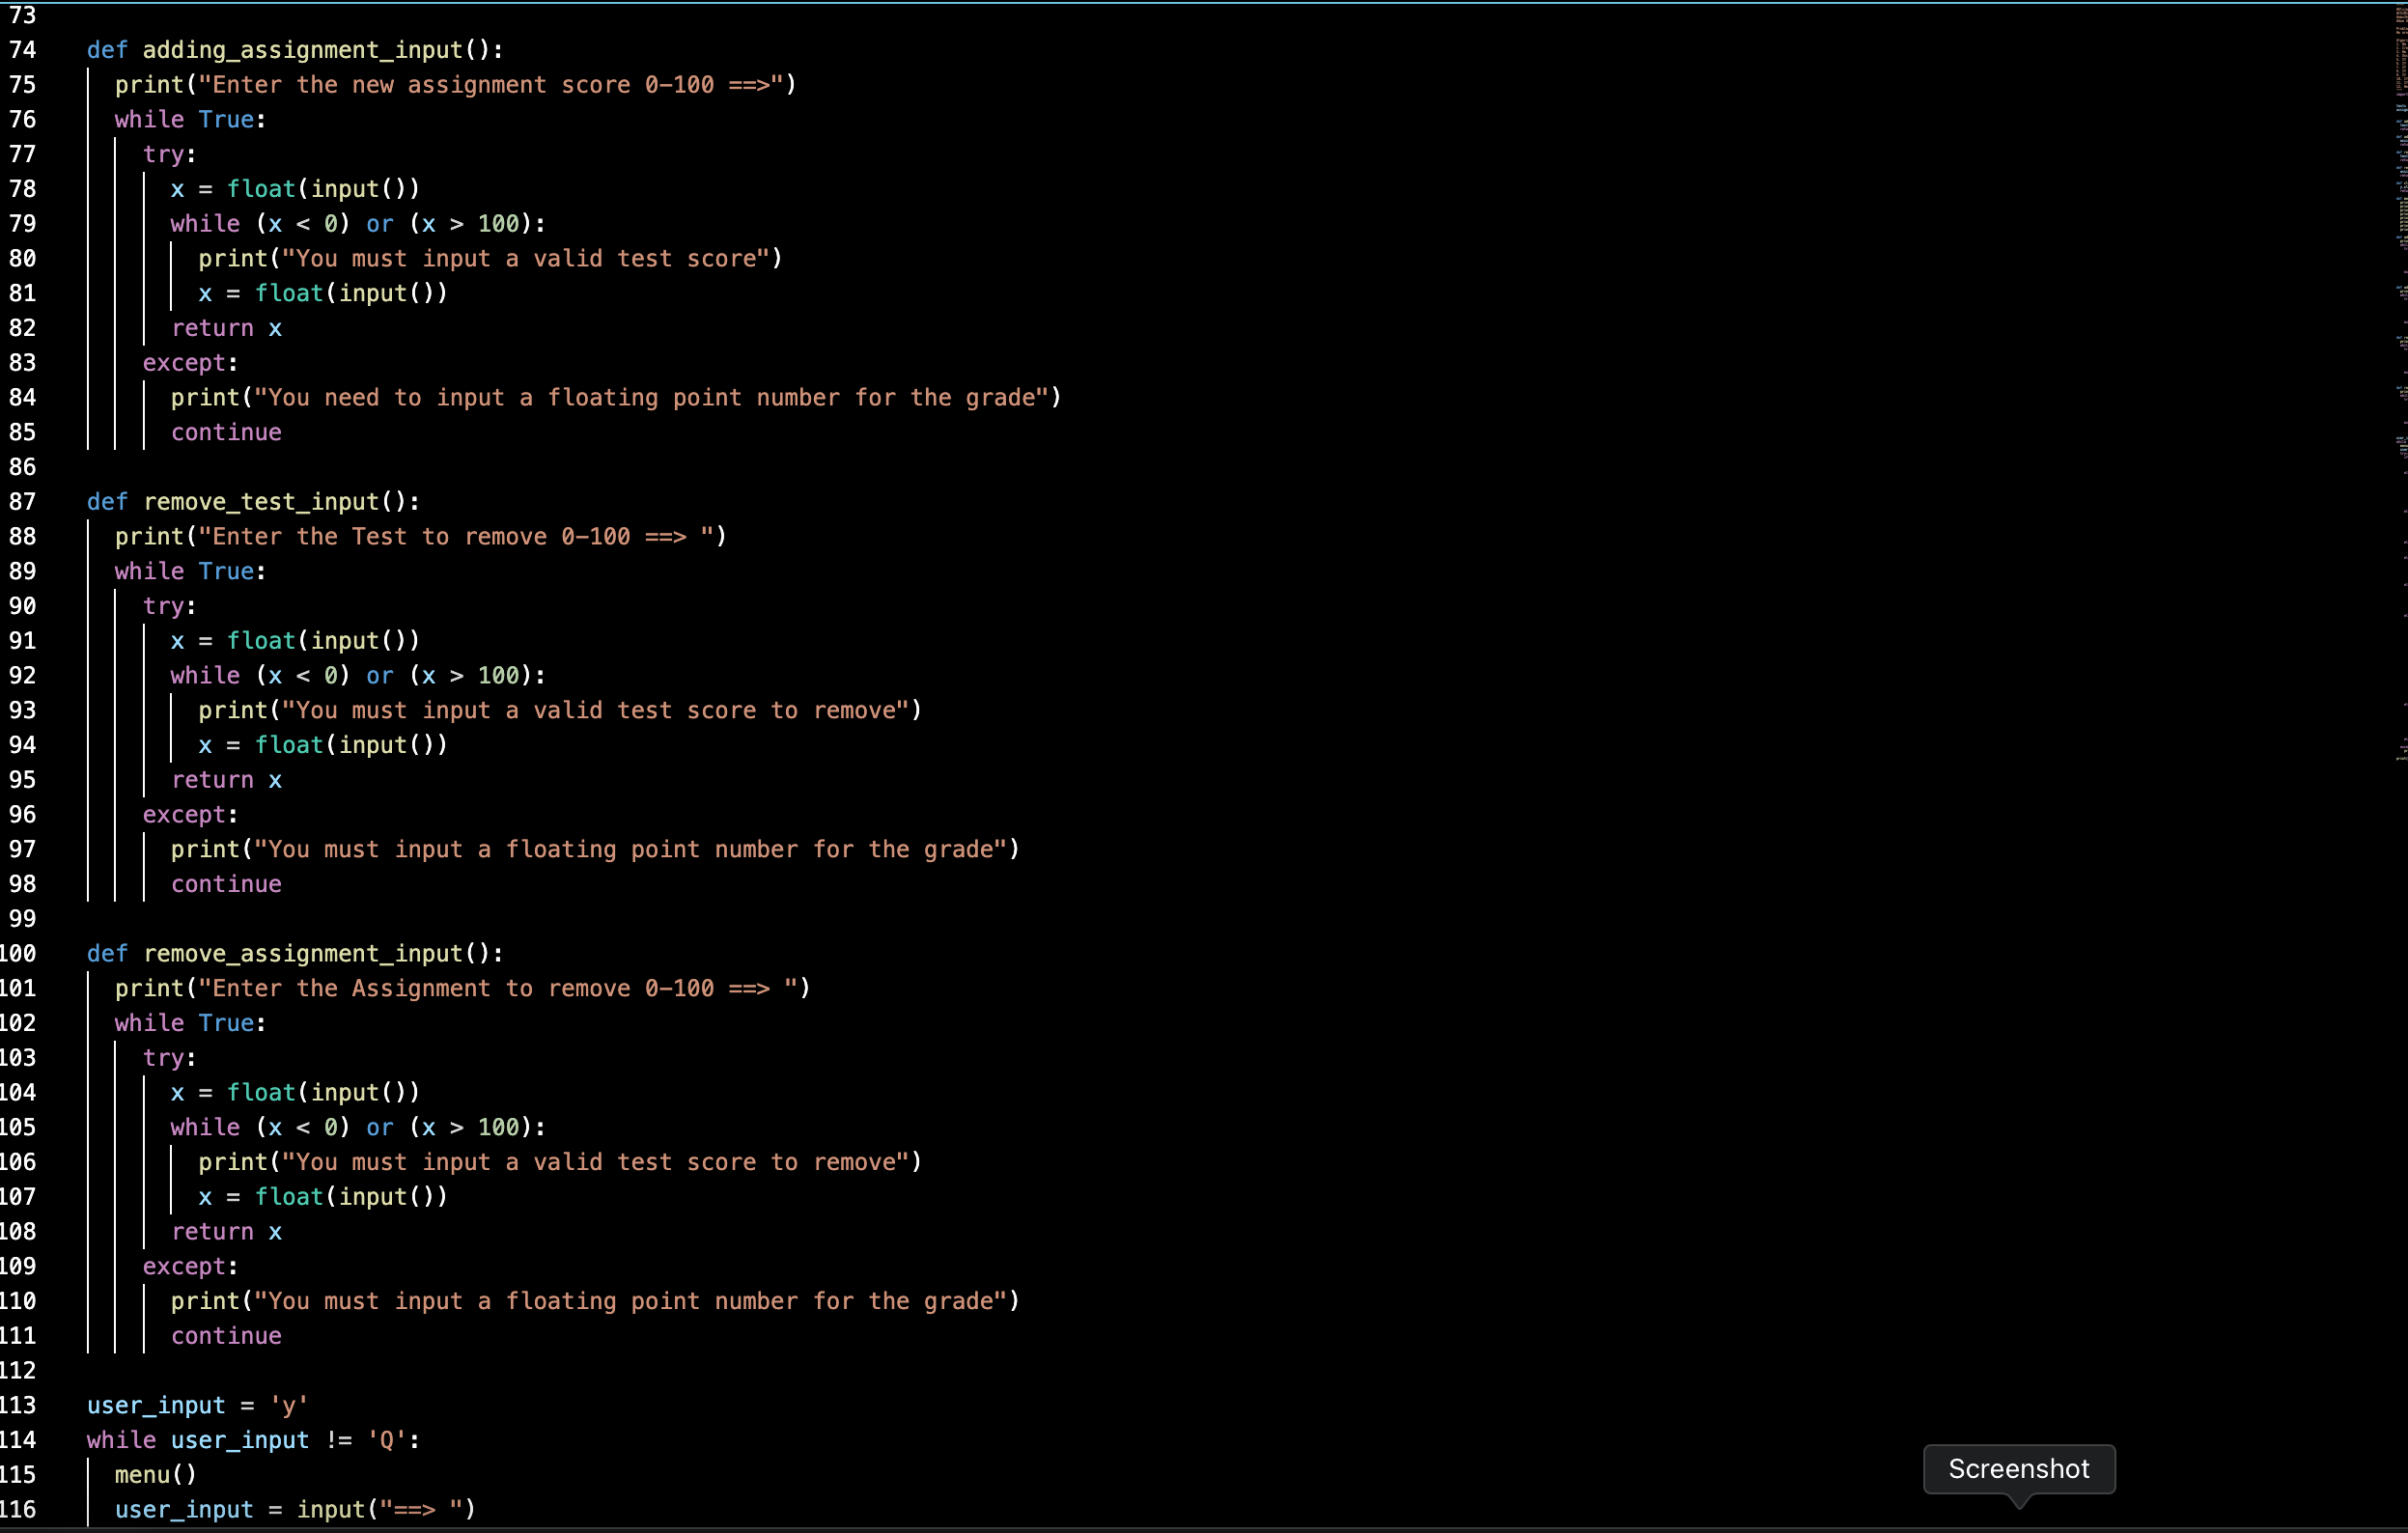 73
74 def adding_assignment_input():
75 print("Enter the new assignment score 0-100 ==>")
76 while True:
77 try:
78 x = float(input())
79 while (x < 0) or (x > 100):
80 print("You must input a valid test score")
81 x = float(input())
82 return x
83 except:
84 print("You need to input a floating point number for the grade")
85 continue
86
87 def remove_test_input():
88 print("Enter the Test to remove 0-100 ==> ")
89 while True:
90 try:
91 x = float(input())
92 while (x < 0) or (x > 100):
93 print("You must input a valid test score to remove")
94 x = float(input())
95 return x
96 except:
97 print("You must input a floating point number for the grade")
98 continue
99
100 def remove_assignment_input():
101 print("Enter the Assignment to remove 0-100 ==> ")
102 while True:
103 try:
104 x = float(input())
105 while (x < 0) or (x > 100):
106 print("You must input a valid test score to remove")
107 x = float(input())
108 return x
109 except:
110 print("You must input a floating point number for the grade")
111 continue
112
113 user_input = 'y'
114 while user_input != 'Q':
115 menu()
116 user_input = input("==> ")
Screenshot